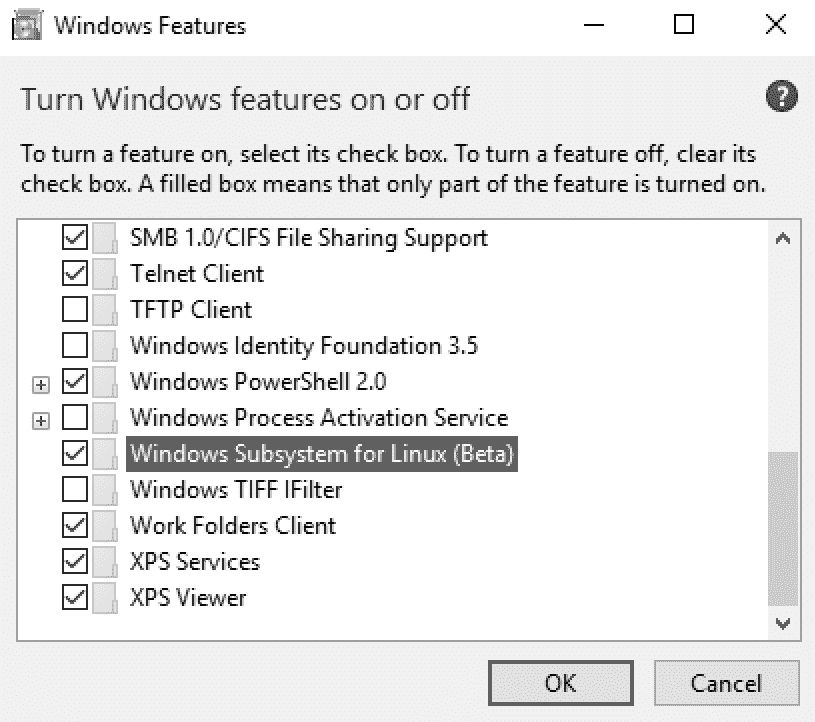 Windows Features
Turn Windows features on or off
?
To turn a feature on, select its check box. To turn a feature off, clear its
check box. A filled box means that only part of the feature is turned on.
SMB 1.0/CIFS File Sharing Support
Telnet Client
TFTP Client
Windows Identity Foundation 3.5
Windows PowerShell 2.0
Windows Process Activation Service
Windows Subsystem for Linux (Beta)
Windows TIFF IFilter
Work Folders Client
XPS Services
XPS Viewer
OK
Cancel